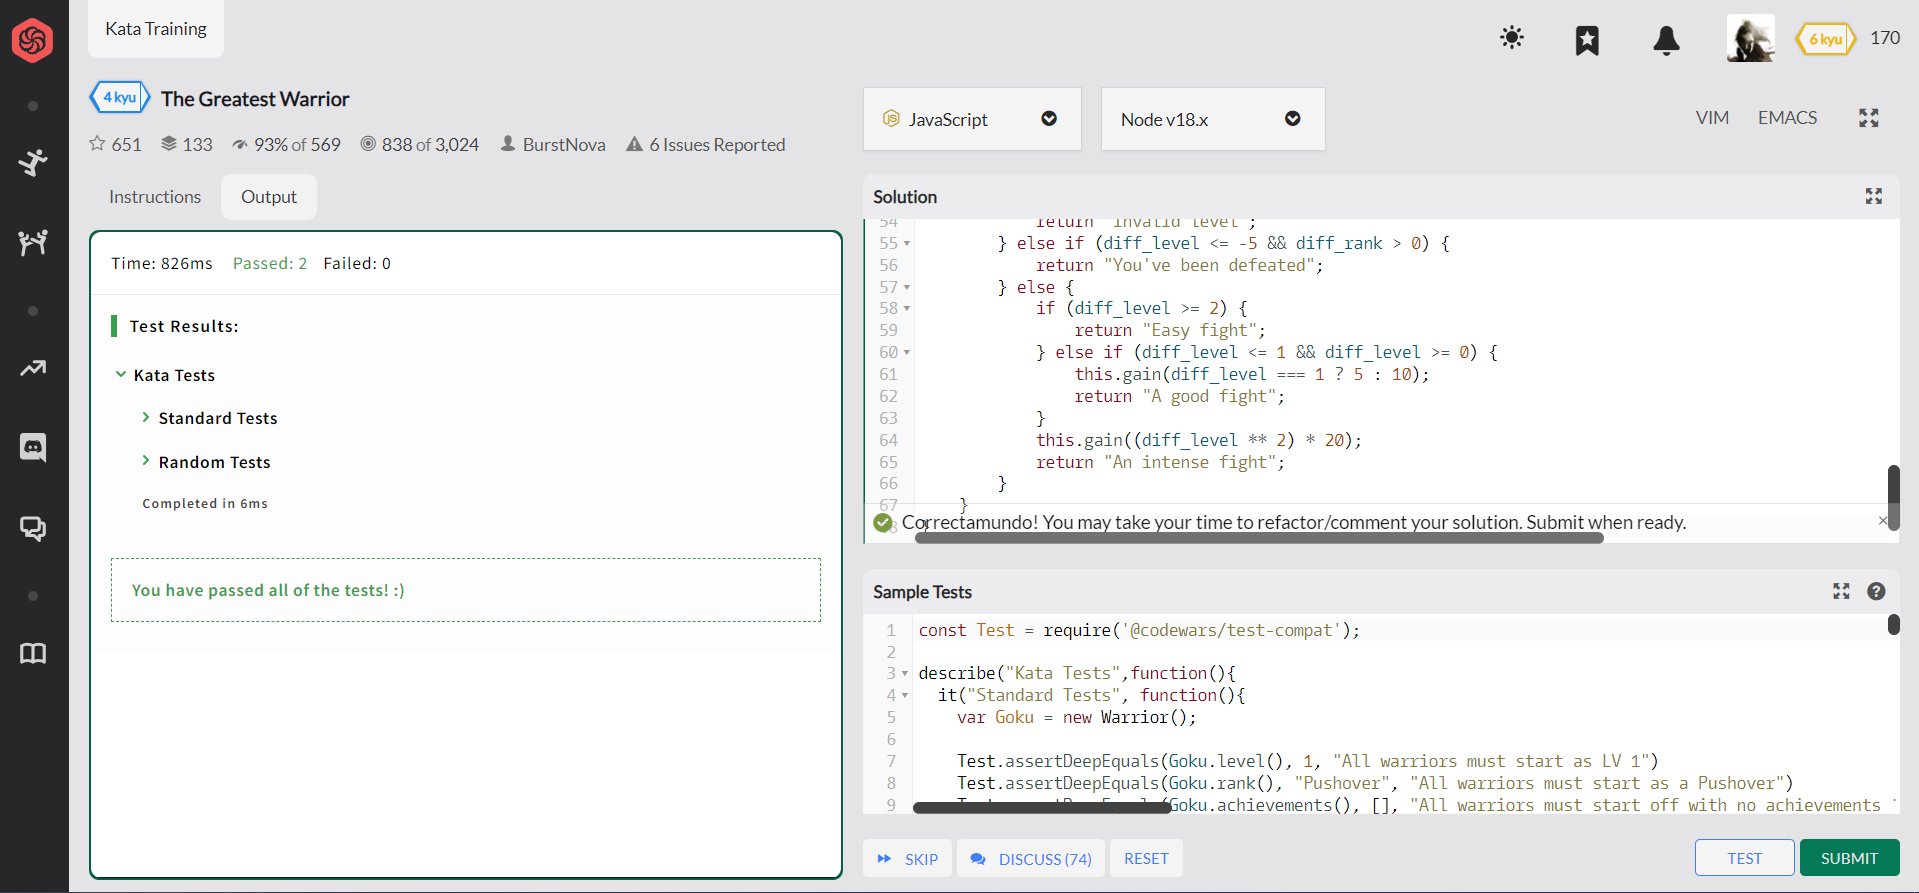 Kata Training
6 kyu 170
4 kyu The Greatest Warrior
651 133 93% of 569 838 of 3,024 BurstNova 6 Issues Reported
JavaScript
Node v18.x
VIM EMACS
Instructions Output
Time: 826ms Passed: 2 Failed: 0
Test Results:
Kata Tests
Standard Tests
Random Tests
Completed in 6ms
You have passed all of the tests! :)
Solution
54 return "Invalid level";
55 } else if (diff_level <= -5 && diff_rank > 0) {
56 return "You've been defeated";
57 } else {
58 if (diff_level >= 2) {
59 return "Easy fight";
60 } else if (diff_level <= 1 && diff_level >= 0) {
61 this.gain(diff_level === 1 ? 5 : 10);
62 return "A good fight";
63 }
64 this.gain((diff_level ** 2) * 20);
65 return "An intense fight";
66 }
67 }
Correctamundo! You may take your time to refactor/comment your solution. Submit when ready.
Sample Tests
1 const Test = require('@codewars/test-compat');
2
3 describe("Kata Tests",function(){
4 it("Standard Tests", function(){
5 var Goku = new Warrior();
6
7 Test.assertDeepEquals(Goku.level(), 1, "All warriors must start as LV 1")
8 Test.assertDeepEquals(Goku.rank(), "Pushover", "All warriors must start as a Pushover")
9 Test.assertDeepEquals(Goku.achievements(), [], "All warriors must start off with no achievements
SKIP DISCUSS (74) RESET
TEST SUBMIT